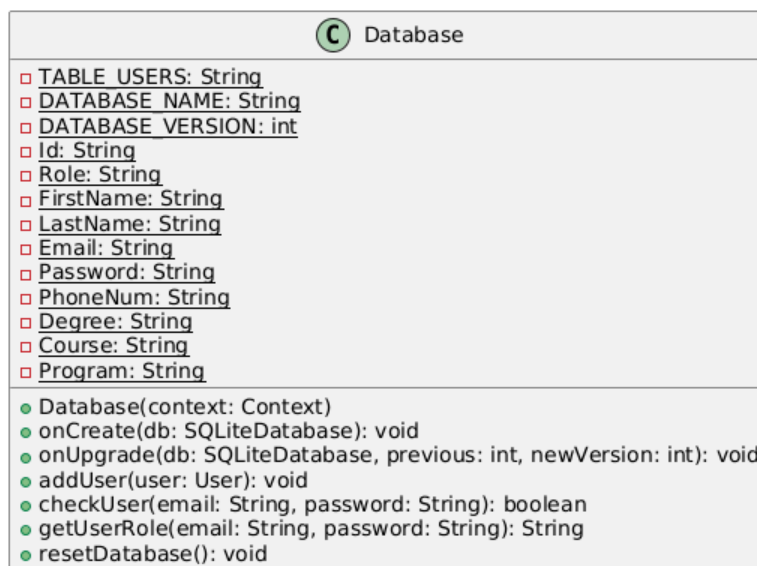 C Database
TABLE_USERS: String
DATABASE_NAME: String
DATABASE_VERSION: int
Id: String
Role: String
FirstName: String
LastName: String
Email: String
Password: String
PhoneNum: String
Degree: String
Course: String
Program: String
Database(context: Context)
onCreate(db: SQLiteDatabase): void
onUpgrade(db: SQLiteDatabase, previous: int, newVersion: int): void
addUser(user: User): void
checkUser(email: String, password: String): boolean
getUserRole(email: String, password: String): String
resetDatabase(): void